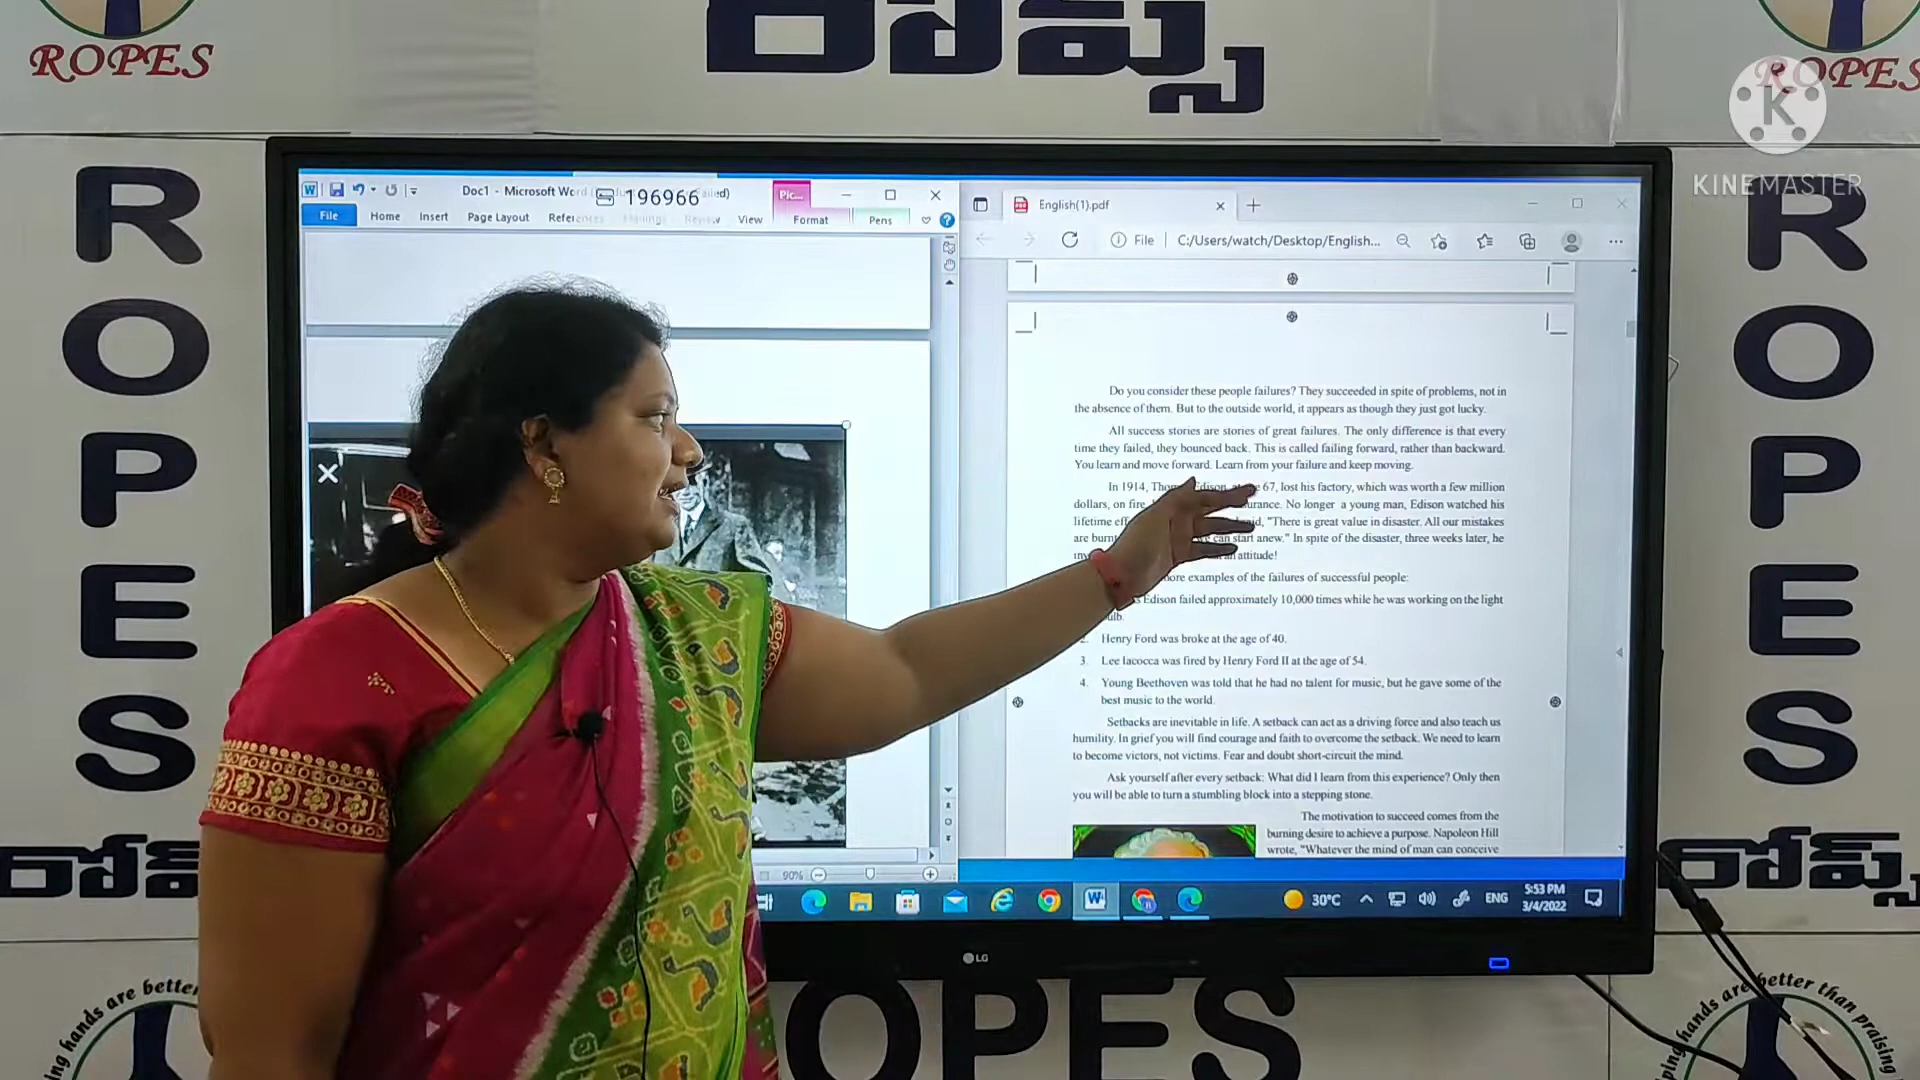 రోప్స్
ROPES
ROPES
KINEMASTER
ROPES
ROPES
Doc1 - Microsoft Word
196966
Pic...
File Home Insert Page Layout View Format Pens
English(1).pdf
File C:/Users/watch/Desktop/English...
Do you consider these people failures? They succeeded in spite of problems, not in
the absence of them. But to the outside world, it appears as though they just got lucky.
All success stories are stories of great failures. The only difference is that every
time they failed, they bounced back. This is called failing forward, rather than backward.
You learn and move forward. Learn from your failure and keep moving.
In 1914, Edison, 67, lost his factory, which was worth a few million
dollars, on fire, No longer a young man, Edison watched his
lifetime "There is great value in disaster. All our mistakes
are burnt can start anew." In spite of the disaster, three weeks later, he
attitude!
more examples of the failures of successful people:
Edison failed approximately 10,000 times while he was working on the light
2. Henry Ford was broke at the age of 40.
3. Lee Iacocca was fired by Henry Ford II at the age of 54.
4. Young Beethoven was told that he had no talent for music, but he gave some of the
best music to the world.
Setbacks are inevitable in life. A setback can act as a driving force and also teach us
humility. In grief you will find courage and faith to overcome the setback. We need to learn
to become victors, not victims. Fear and doubt short-circuit the mind.
Ask yourself after every setback: What did I learn from this experience? Only then
you will be able to turn a stumbling block into a stepping stone.
The motivation to succeed comes from the
burning desire to achieve a purpose. Napoleon Hill
wrote, "Whatever the mind of man can conceive
90%
30°C
ENG
5:53 PM
3/4/2022
LG
రోప్స్
ROPES
hands are better
hands are better than praising